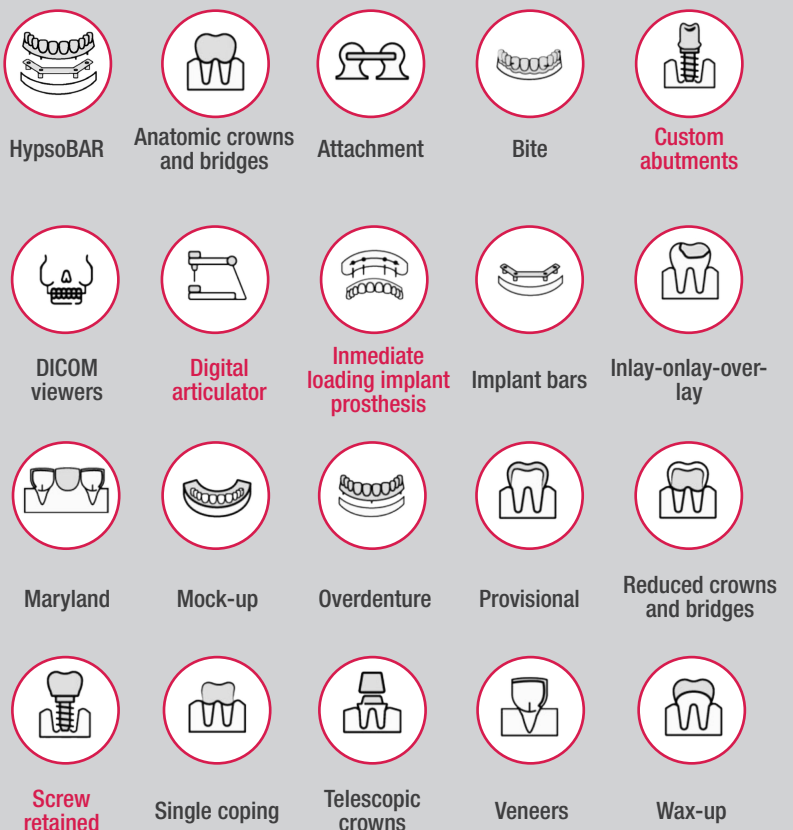 HypsoBAR
Anatomic crowns
and bridges
Attachment
Bite
Custom
abutments
DICOM
viewers
Digital
articulator
Inmediate
loading implant
prosthesis
Implant bars
Inlay-onlay-over-
lay
Maryland
Mock-up
Overdenture
Provisional
Reduced crowns
and bridges
Screw
retained
Single coping
Telescopic
crowns
Veneers
Wax-up